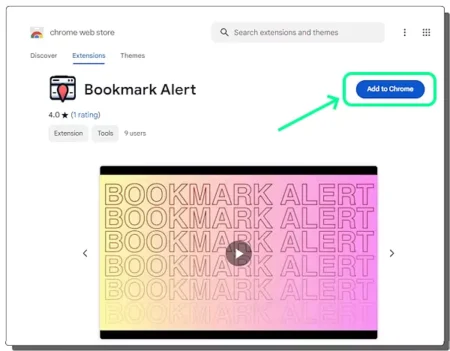 chrome web store
Search extensions and themes
Discover Extensions Themes
Bookmark Alert
Add to Chrome
4.0 ★ (1 rating)
Extension Tools 9 users
BOOKMARK ALERT
BOOKMARK ALERT
BOOKMARK ALERT
BOOKMARK ALERT
BOOKMARK ALERT
BOOKMARK ALERT